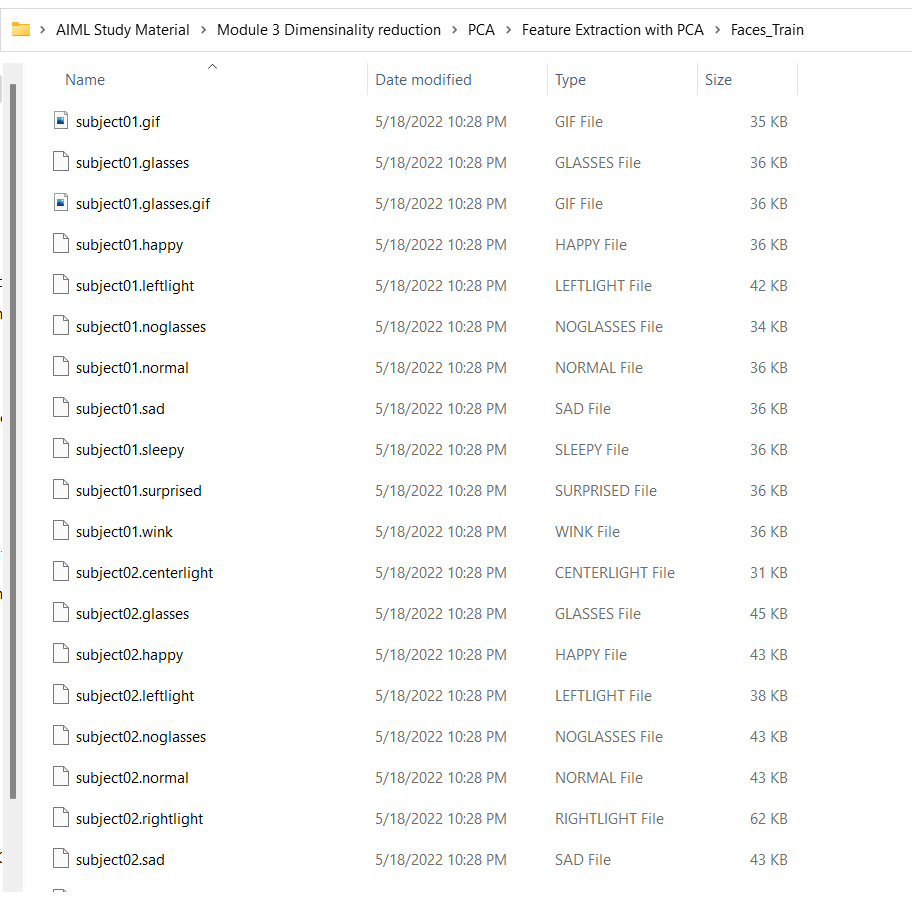 AIML Study Material > Module 3 Dimensinality reduction > PCA > Feature Extraction with PCA > Faces_Train
Name Date modified Type Size
subject01.gif 5/18/2022 10:28 PM GIF File 35 KB
subject01.glasses 5/18/2022 10:28 PM GLASSES File 36 KB
subject01.glasses.gif 5/18/2022 10:28 PM GIF File 36 KB
subject01.happy 5/18/2022 10:28 PM HAPPY File 36 KB
subject01.leftlight 5/18/2022 10:28 PM LEFTLIGHT File 42 KB
subject01.noglasses 5/18/2022 10:28 PM NOGLASSES File 34 KB
subject01.normal 5/18/2022 10:28 PM NORMAL File 36 KB
subject01.sad 5/18/2022 10:28 PM SAD File 36 KB
subject01.sleepy 5/18/2022 10:28 PM SLEEPY File 36 KB
subject01.surprised 5/18/2022 10:28 PM SURPRISED File 36 KB
subject01.wink 5/18/2022 10:28 PM WINK File 36 KB
subject02.centerlight 5/18/2022 10:28 PM CENTERLIGHT File 31 KB
subject02.glasses 5/18/2022 10:28 PM GLASSES File 45 KB
subject02.happy 5/18/2022 10:28 PM HAPPY File 43 KB
subject02.leftlight 5/18/2022 10:28 PM LEFTLIGHT File 38 KB
subject02.noglasses 5/18/2022 10:28 PM NOGLASSES File 43 KB
subject02.normal 5/18/2022 10:28 PM NORMAL File 43 KB
subject02.rightlight 5/18/2022 10:28 PM RIGHTLIGHT File 62 KB
subject02.sad 5/18/2022 10:28 PM SAD File 43 KB